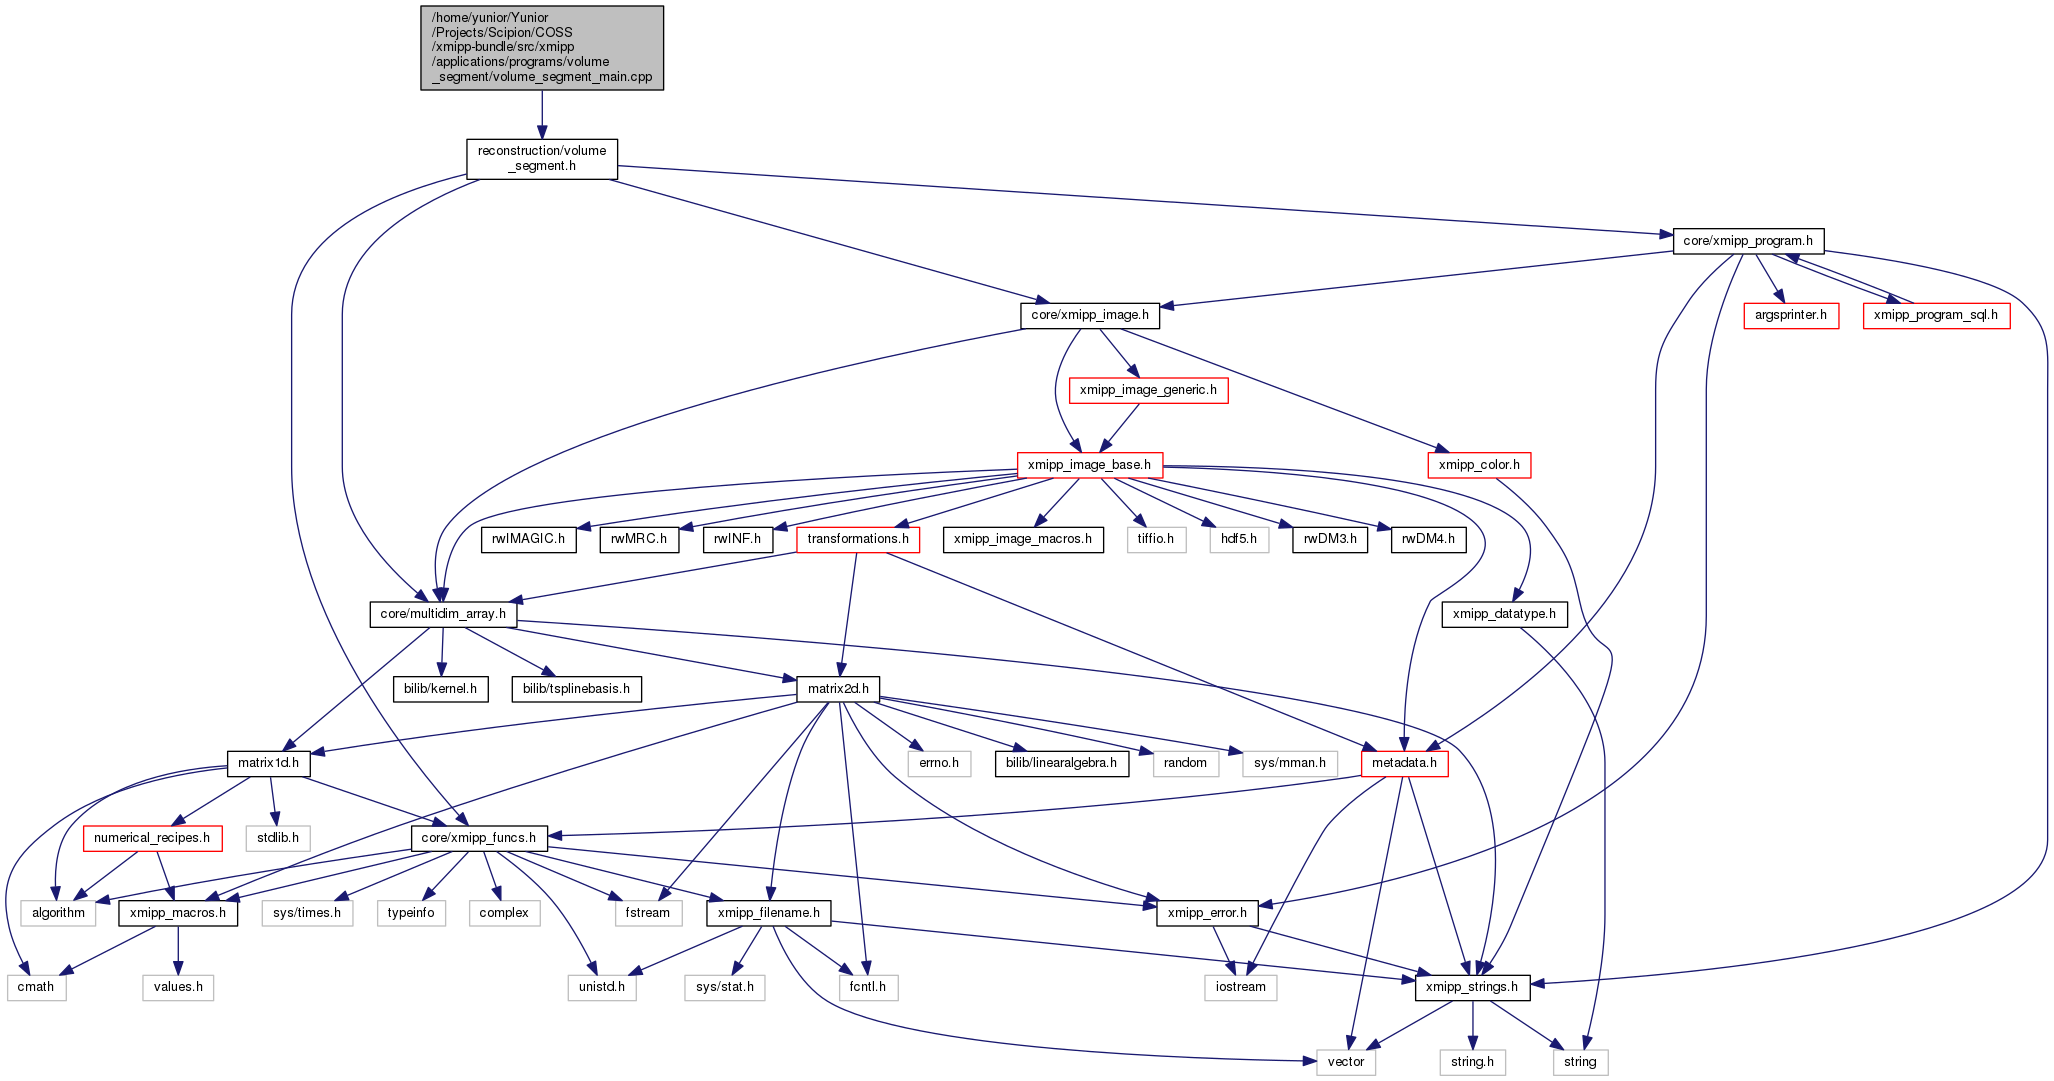 /home/yunior/Yunior
/Projects/Scipion/COSS
/xmipp-bundle/src/xmipp
/applications/programs/volume
_segment/volume_segment_main.cpp
reconstruction/volume
_segment.h
core/xmipp_program.h
core/xmipp_image.h
argsprinter.h
xmipp_program_sql.h
xmipp_image_generic.h
xmipp_image_base.h
xmipp_color.h
rwIMAGIC.h
rwMRC.h
rwINF.h
transformations.h
xmipp_image_macros.h
tiffio.h
hdf5.h
rwDM3.h
rwDM4.h
core/multidim_array.h
xmipp_datatype.h
bilib/kernel.h
bilib/tsplinebasis.h
matrix2d.h
matrix1d.h
errno.h
bilib/linearalgebra.h
random
sys/mman.h
metadata.h
numerical_recipes.h
stdlib.h
core/xmipp_funcs.h
algorithm
xmipp_macros.h
sys/times.h
typeinfo
complex
fstream
xmipp_filename.h
xmipp_error.h
cmath
values.h
unistd.h
sys/stat.h
fcntl.h
iostream
xmipp_strings.h
vector
string.h
string